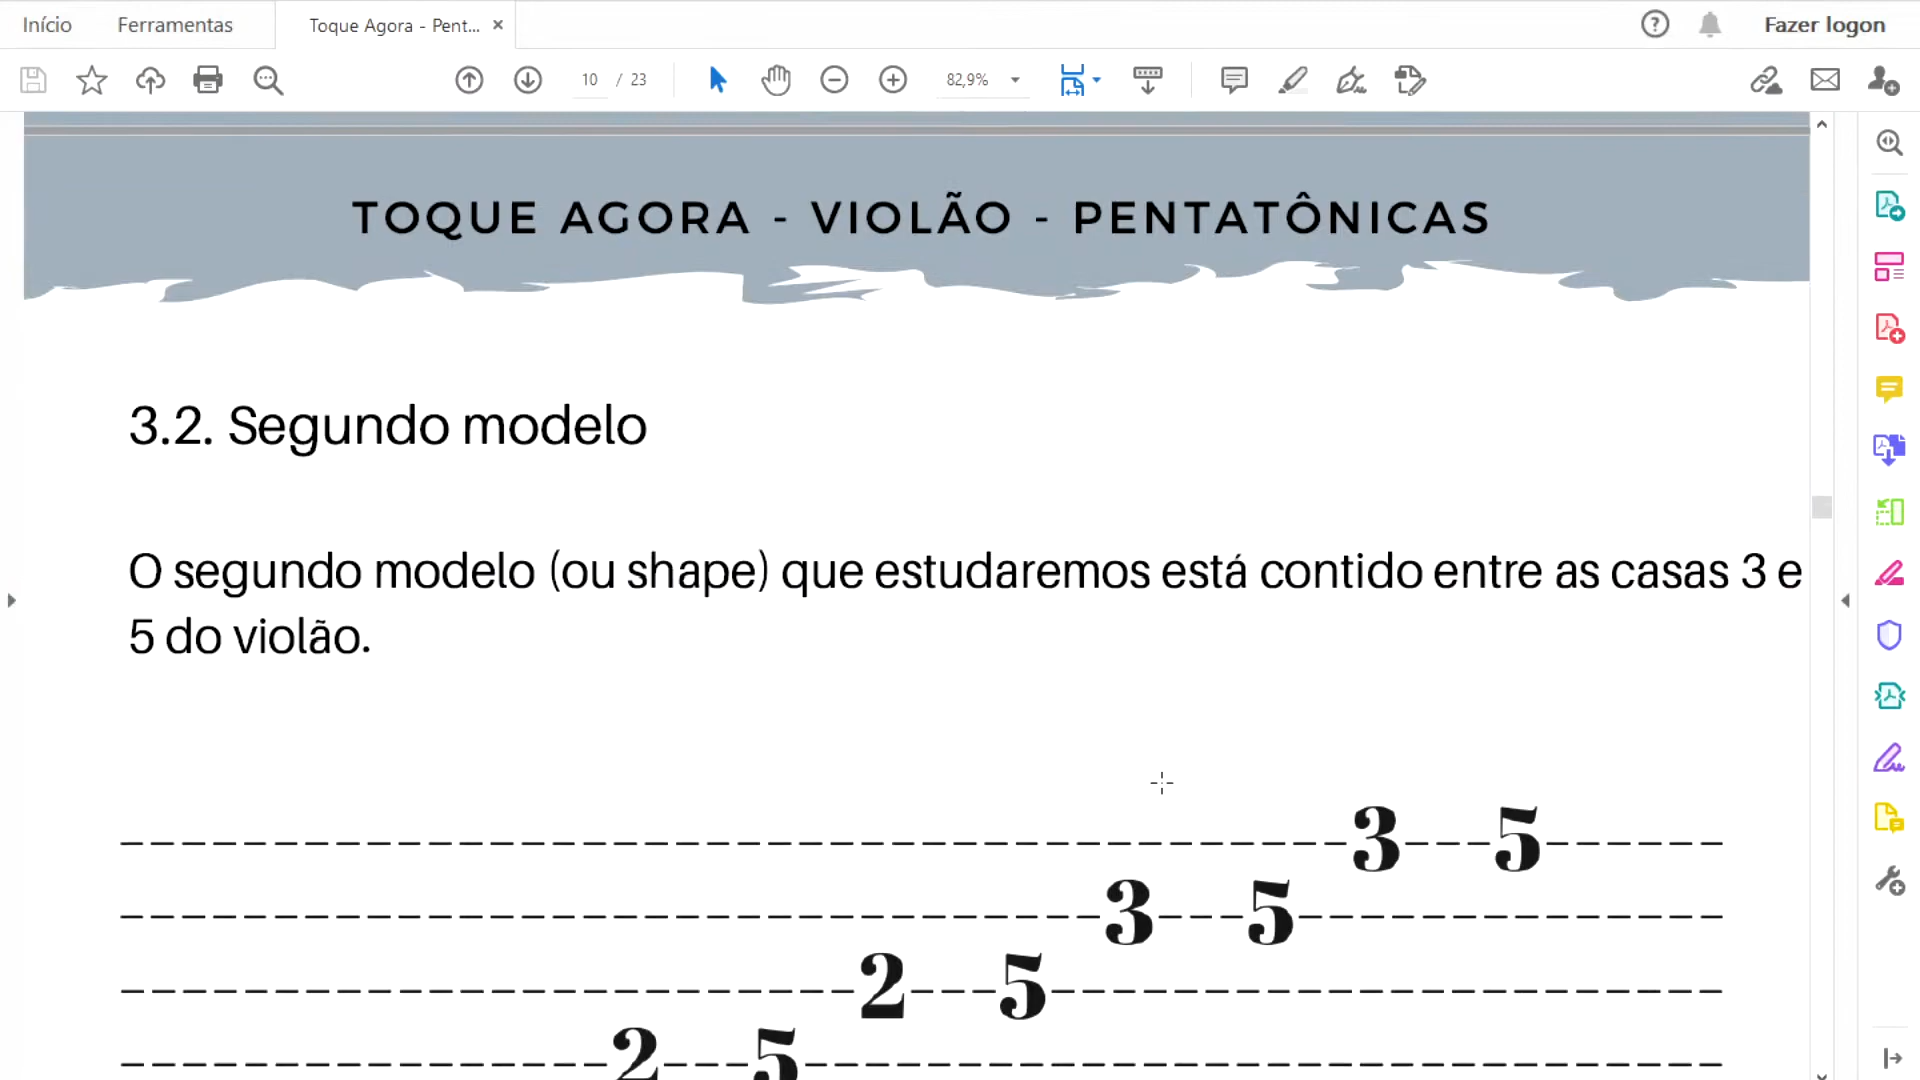 Início Ferramentas Toque Agora - Pent... × Fazer logon
10 / 23 82,9%
TOQUE AGORA - VIOLÃO - PENTATÔNICAS
3.2. Segundo modelo
O segundo modelo (ou shape) que estudaremos está contido entre as casas 3 e
5 do violão.
3---5
3---5
2---5
2---5